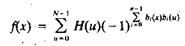 f(x) = \sum_{u=0}^{N-1} H(u)(-1)^{\sum_{i=0}^{n-1} b_i(x)b_i(u)}